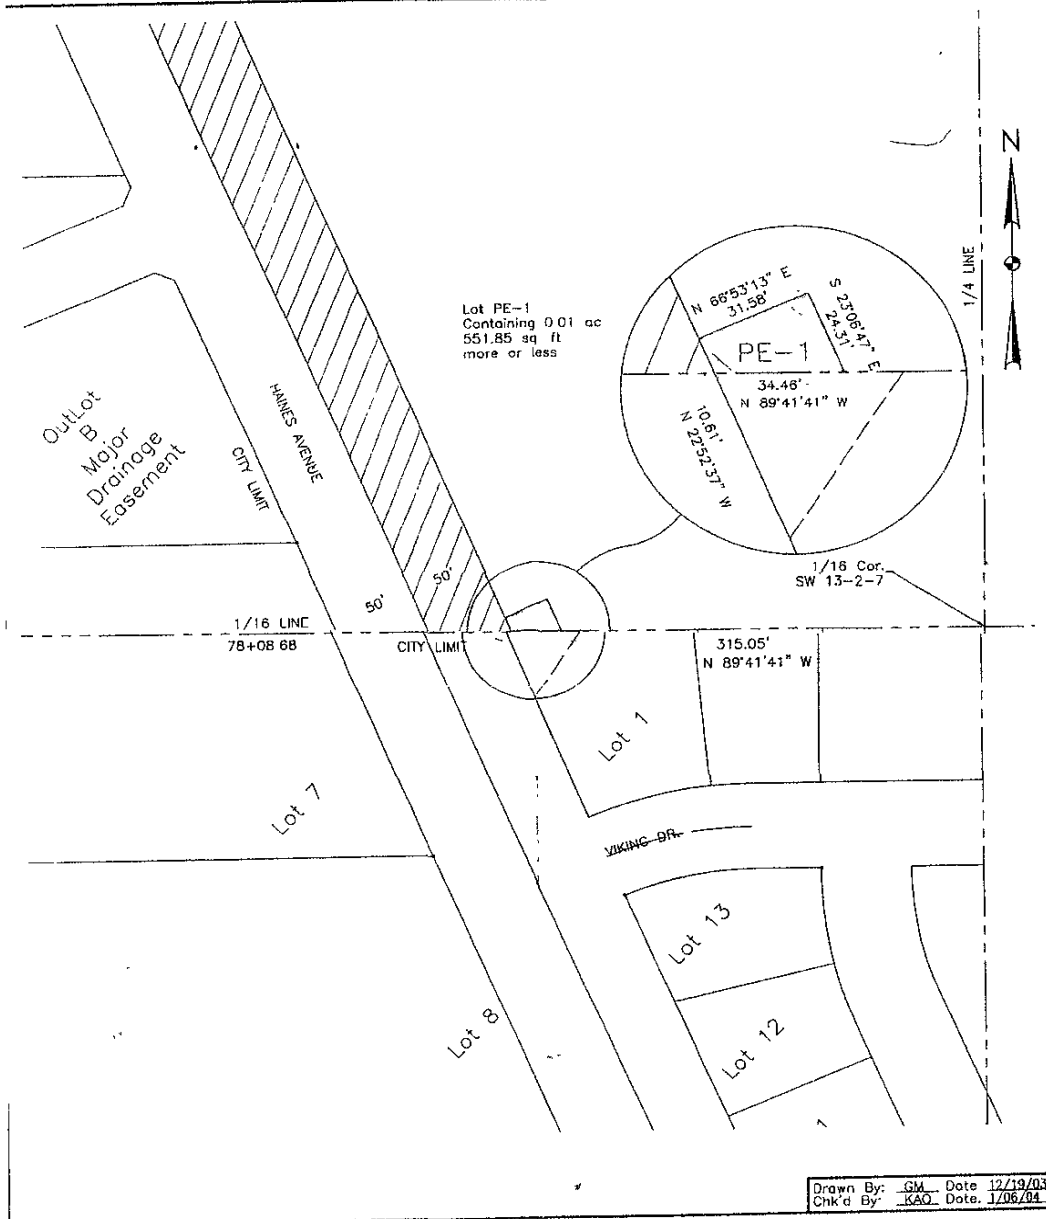 N
1/4 LINE
N 66°53'13" E
31.58'
S 23°06'47" E
24.31'
Lot PE-1
Containing 0 01 ac
551.85 sq ft
more or less
PE-1
34.46'
N 89°41'41" W
10.61'
N 22°52'37" W
OutLot
B
Major
Drainage
Easement
HAINES AVENUE
CITY LIMIT
1/16 Cor.
SW 13-2-7
50'
50'
1/16 LINE
78+08 68
CITY LIMIT
315.05'
N 89°41'41" W
Lot 1
Lot 7
VIKING DR.
Lot 13
Lot 8
Lot 12
1
Drawn By: GM Date 12/19/03
Chk'd By: KAO Date. 1/06/04